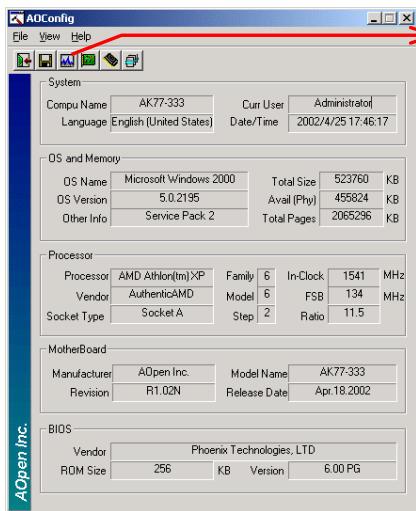 AOConfig
File View Help
System
Compu Name AK77-333 Curr User Administrator
Language English (United States) Date/Time 2002/4/25 17:46:17
OS and Memory
OS Name Microsoft Windows 2000 Total Size 523760 KB
OS Version 5.0.2195 Avail (Phy) 455824 KB
Other Info Service Pack 2 Total Pages 2065296 KB
Processor
Processor AMD Athlon(tm) XP Family 6 In-Clock 1541 MHz
Vendor AuthenticAMD Model 6 FSB 134 MHz
Socket Type Socket A Step 2 Ratio 11.5
MotherBoard
Manufacturer AOpen Inc. Model Name AK77-333
Revision R1.02N Release Date Apr.18.2002
BIOS
Vendor Phoenix Technologies, LTD
ROM Size 256 KB Version 6.00 PG
AOpen Inc.